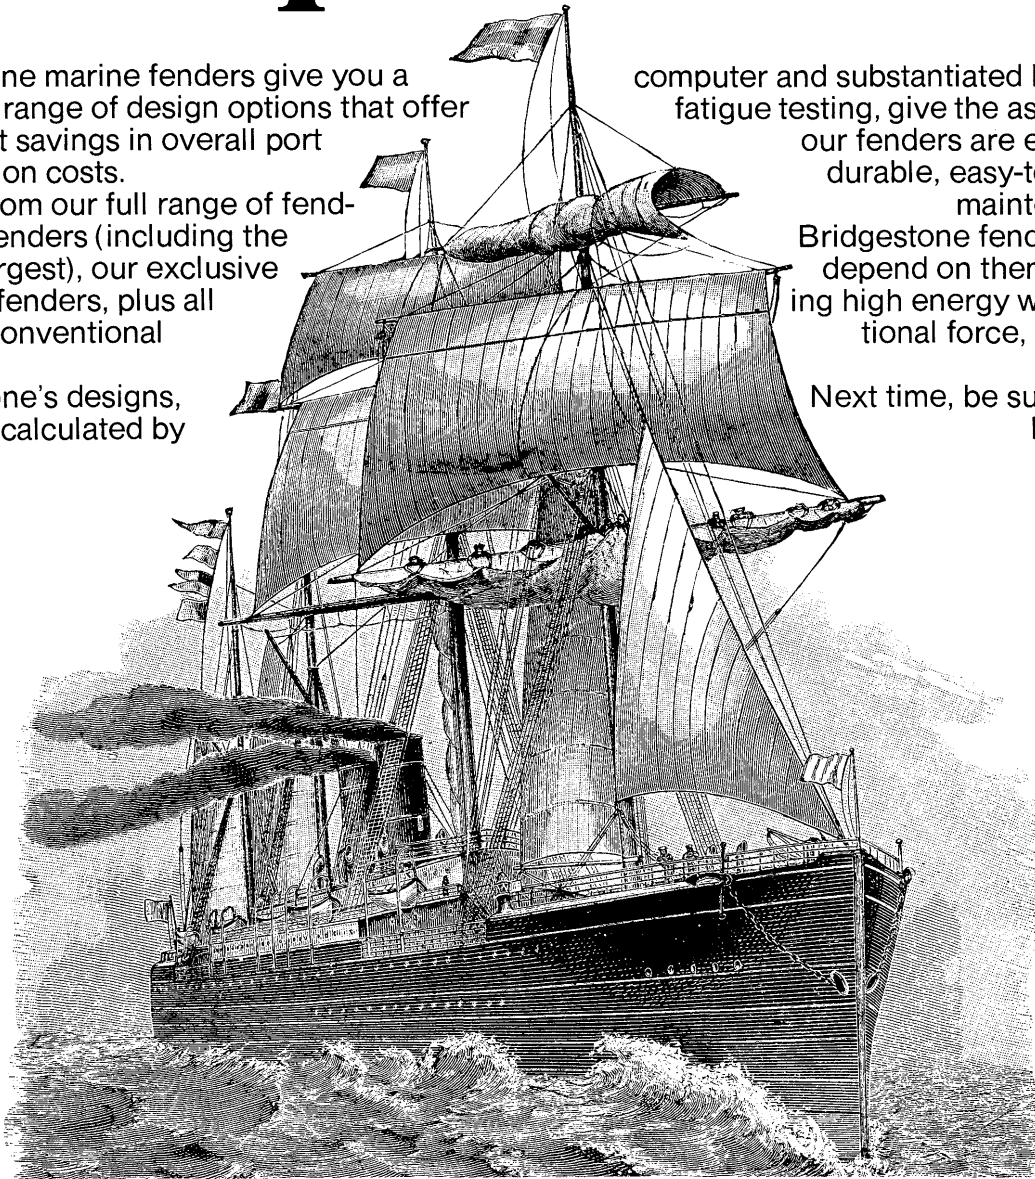 ne marine fenders give you a
range of design options that offer
t savings in overall port
on costs.
om our full range of fend-
enders (including the
rgest), our exclusive
fenders, plus all
onventional
ne's designs,
calculated by
computer and substantiated
fatigue testing, give the as
our fenders are e
durable, easy-t
maint
Bridgestone fend
depend on the
ing high energy w
tional force,
Next time, be su